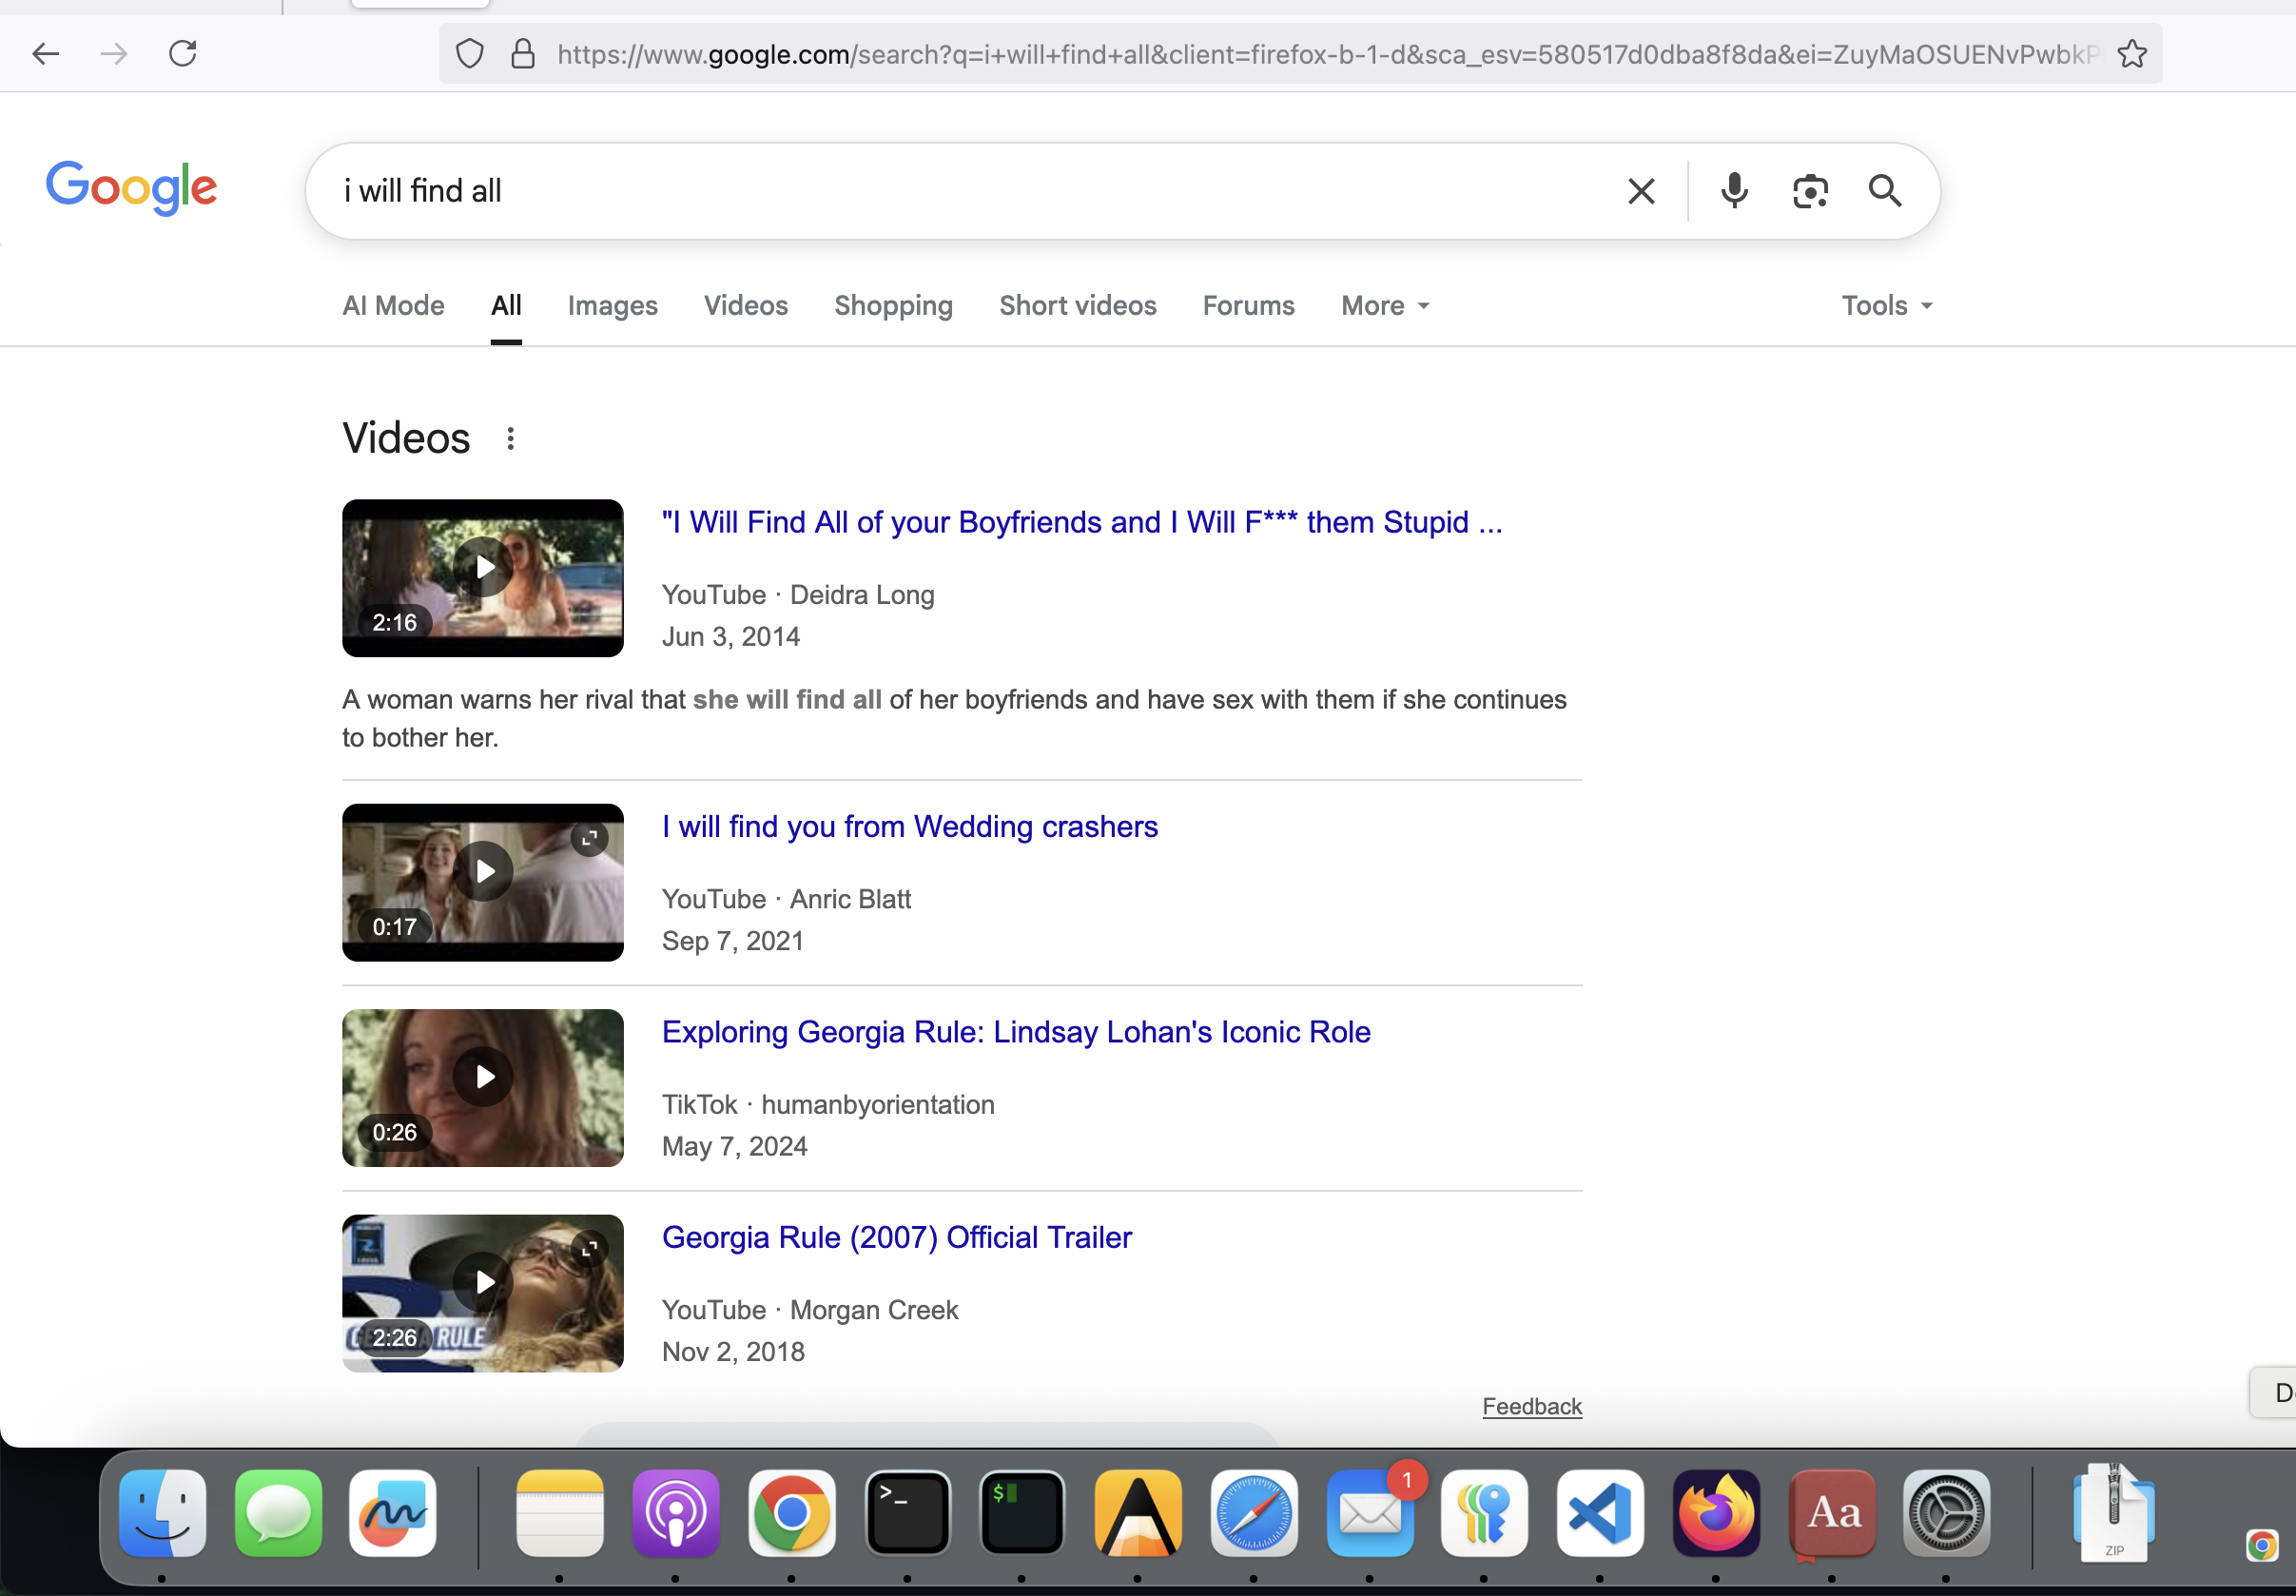 https://www.google.com/search?q=i+will+find+all&client=firefox-b-1-d&sca_esv=580517d0dba8f8da&ei=ZuyMaOSUENvPwbkP
Google
i will find all
AI Mode All Images Videos Shopping Short videos Forums More Tools
Videos
"I Will Find All of your Boyfriends and I Will F*** them Stupid ...
2:16
YouTube · Deidra Long
Jun 3, 2014
A woman warns her rival that she will find all of her boyfriends and have sex with them if she continues
to bother her.
I will find you from Wedding crashers
0:17
YouTube · Anric Blatt
Sep 7, 2021
Exploring Georgia Rule: Lindsay Lohan's Iconic Role
0:26
TikTok · humanbyorientation
May 7, 2024
Georgia Rule (2007) Official Trailer
2:26
RULE
YouTube · Morgan Creek
Nov 2, 2018
Feedback
D
1
>_
$
Aa
ZIP